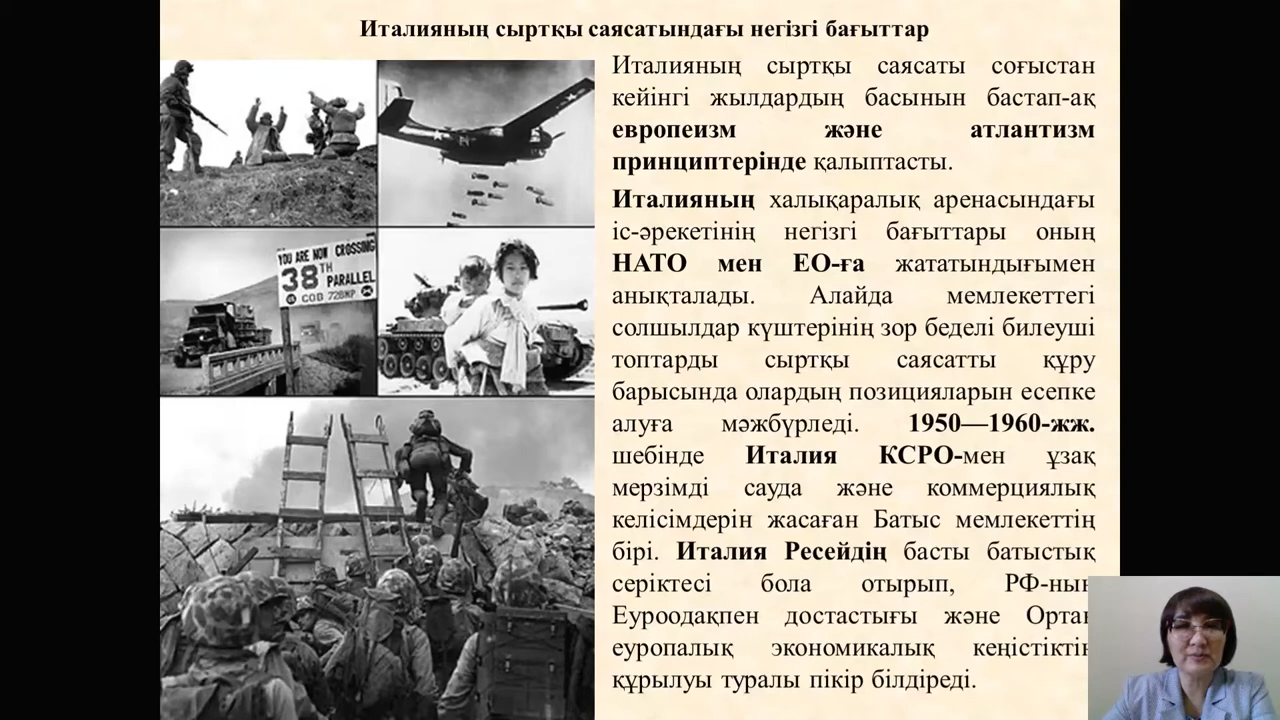 Италияның сыртқы саясатындағы негізгі бағыттар
Италияның сыртқы саясаты соғыстан
кейінгі жылдардың басынын бастап-ақ
европеизм және атлантизм
принциптерінде қалыптасты.
Италияның халықаралық аренасындағы
іс-әрекетінің негізгі бағыттары оның
НАТО мен ЕО-ға жататындығымен
анықталады. Алайда мемлекеттегі
солшылдар күштерінің зор беделі билеуші
топтарды сыртқы саясатты құру
барысында олардың позицияларын есепке
алуға мәжбүрледі. 1950—1960-жж.
шебінде Италия КСРО-мен ұзақ
мерзімді сауда және коммерциялық
келісімдерін жасаған Батыс мемлекеттің
бірі. Италия Ресейдің басты батыстық
серіктесі бола отырып, РФ-ның
Еуроодақпен достастығы және Ортақ
еуропалық экономикалық кеңістіктің
құрылуы туралы пікір білдіреді.
YOU ARE NOW CROSSING
38TH
PARALLEL
COB 728MP